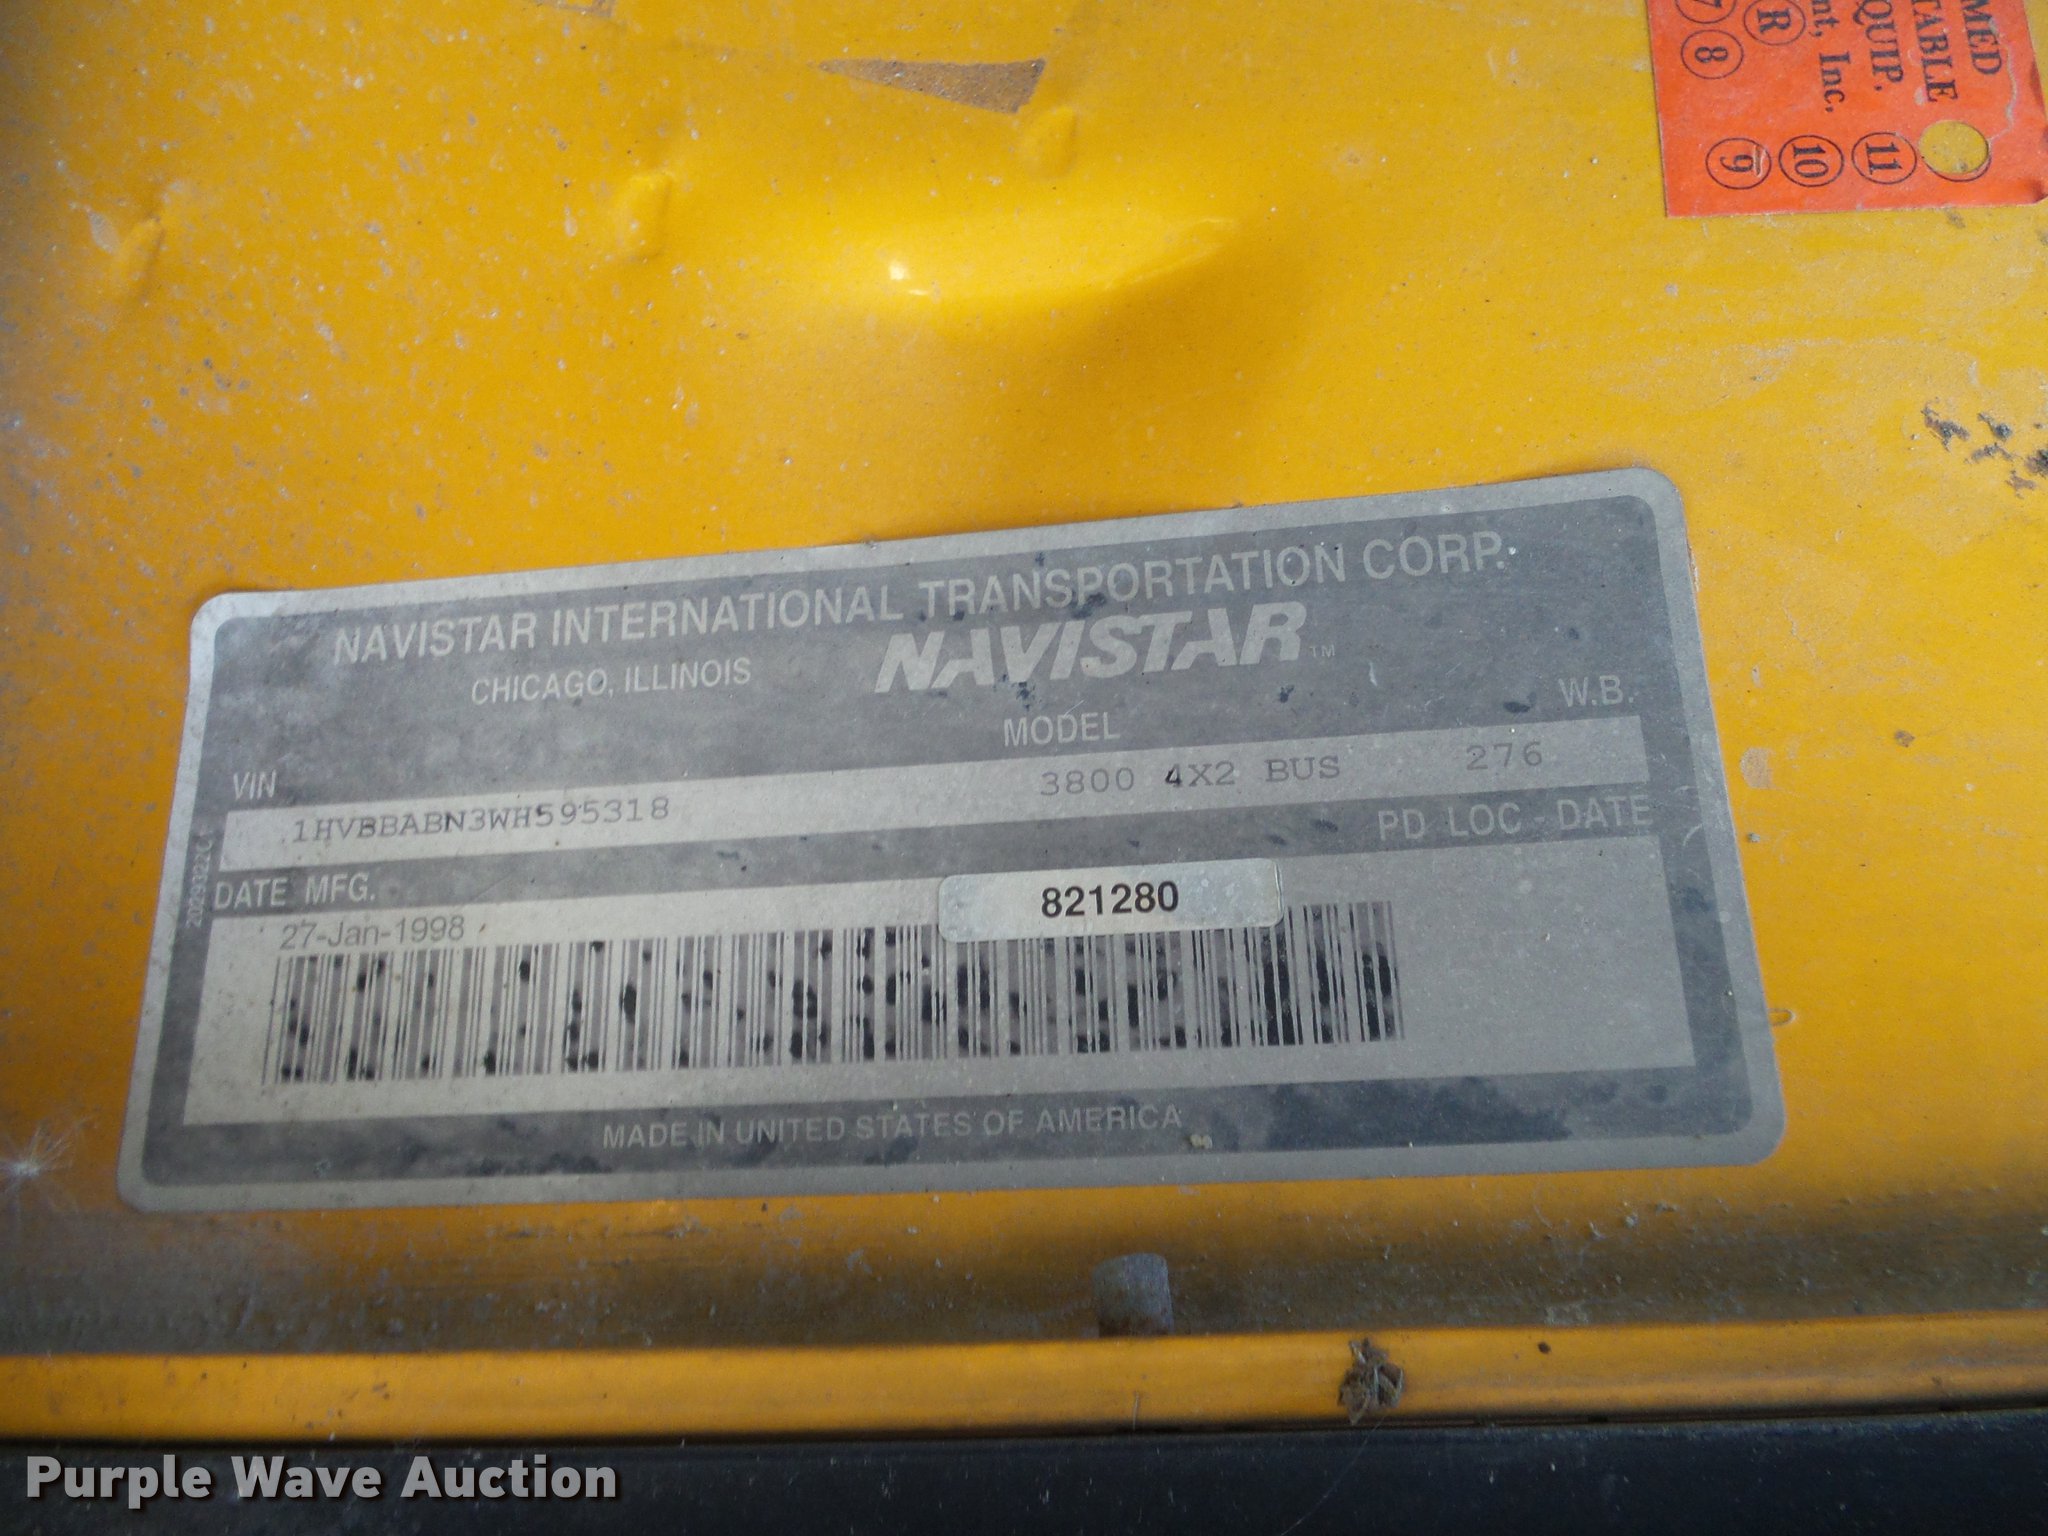 MED
TABLE
QUIP.
nt, Inc.
R
7 8
11
10
9
NAVISTAR INTERNATIONAL TRANSPORTATION CORP.
CHICAGO, ILLINOIS
NAVISTAR™
VIN MODEL W.B.
1HVBBABN3WH595318 3800 4X2 BUS 276
DATE MFG. PD LOC - DATE
27-Jan-1998
821280
2029322C
MADE IN UNITED STATES OF AMERICA
Purple Wave Auction